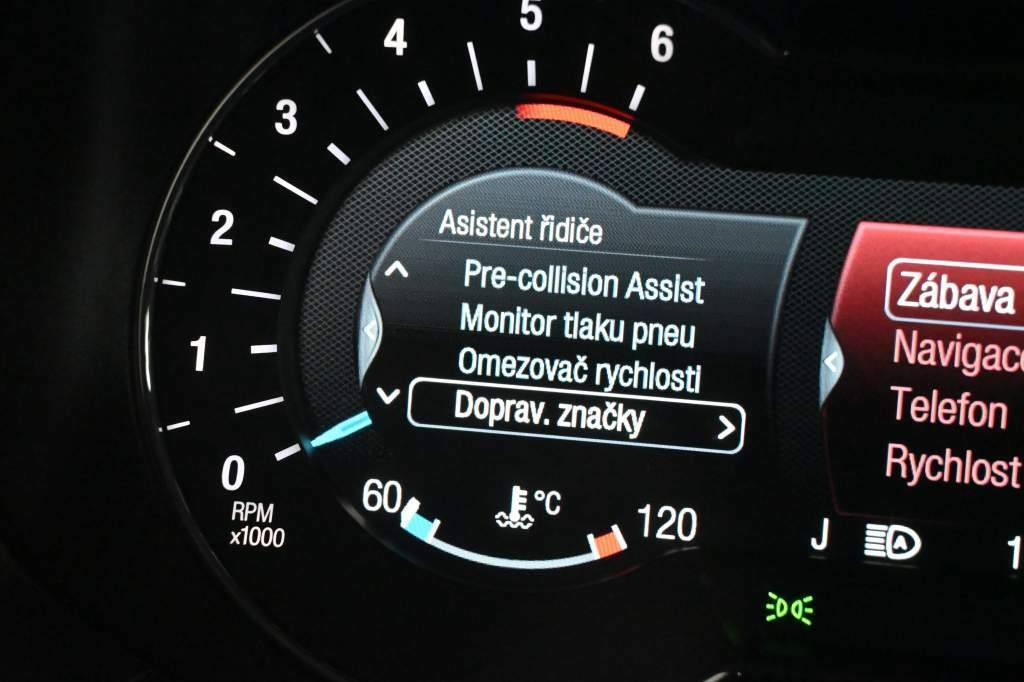 4
5
6
3
2
1
0
RPM
x1000
Asistent řidiče
Pre-collision Assist
Monitor tlaku pneu
Omezovač rychlosti
Doprav. značky
60
°C
120
Zábava
Navigace
Telefon
Rychlost
J
A
1